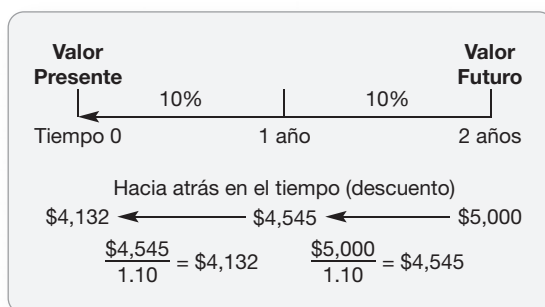 Valor Presente
Valor Futuro
10% 10%
Tiempo 0 1 año 2 años
Hacia atrás en el tiempo (descuento)
$4,132 $4,545 $5,000
$4,545 / 1.10 = $4,132
$5,000 / 1.10 = $4,545